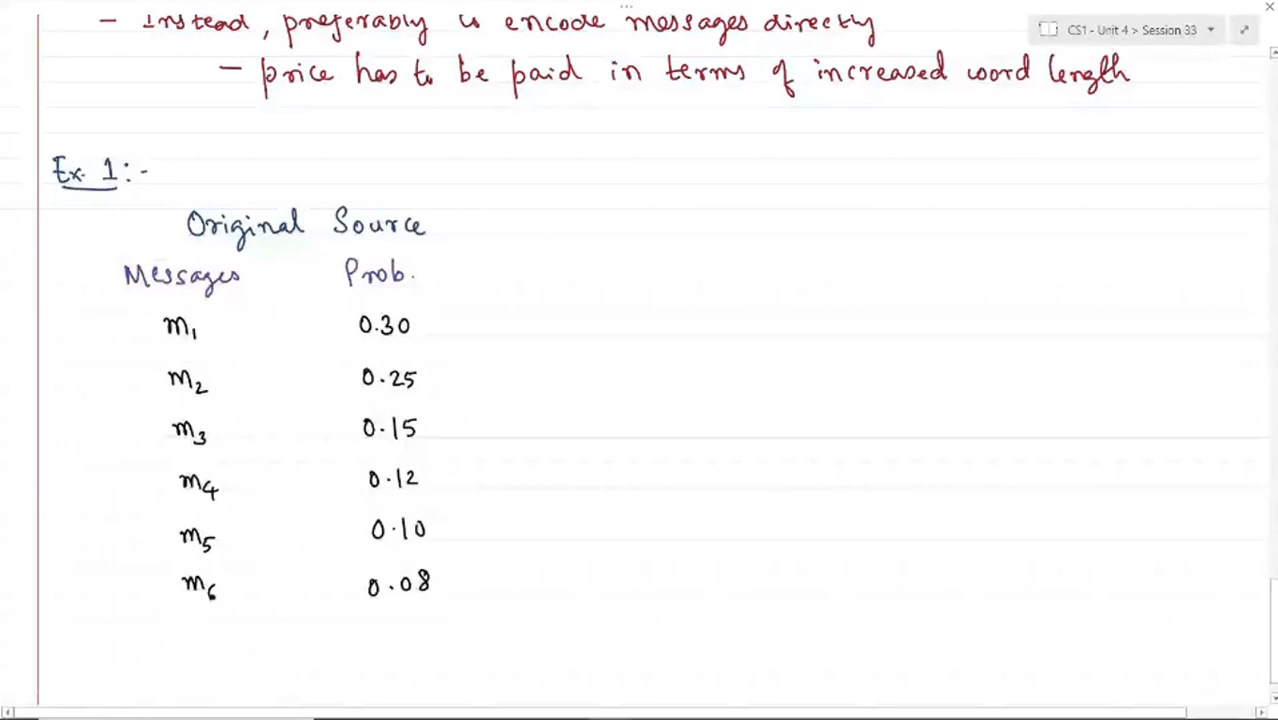 - Instead, preferably is encode messages directly
- price has to be paid in terms of increased word length
CS1 - Unit 4 > Session 33
Ex. 1:-
Original Source
Messages Prob.
m1 0.30
m2 0.25
m3 0.15
m4 0.12
m5 0.10
m6 0.08